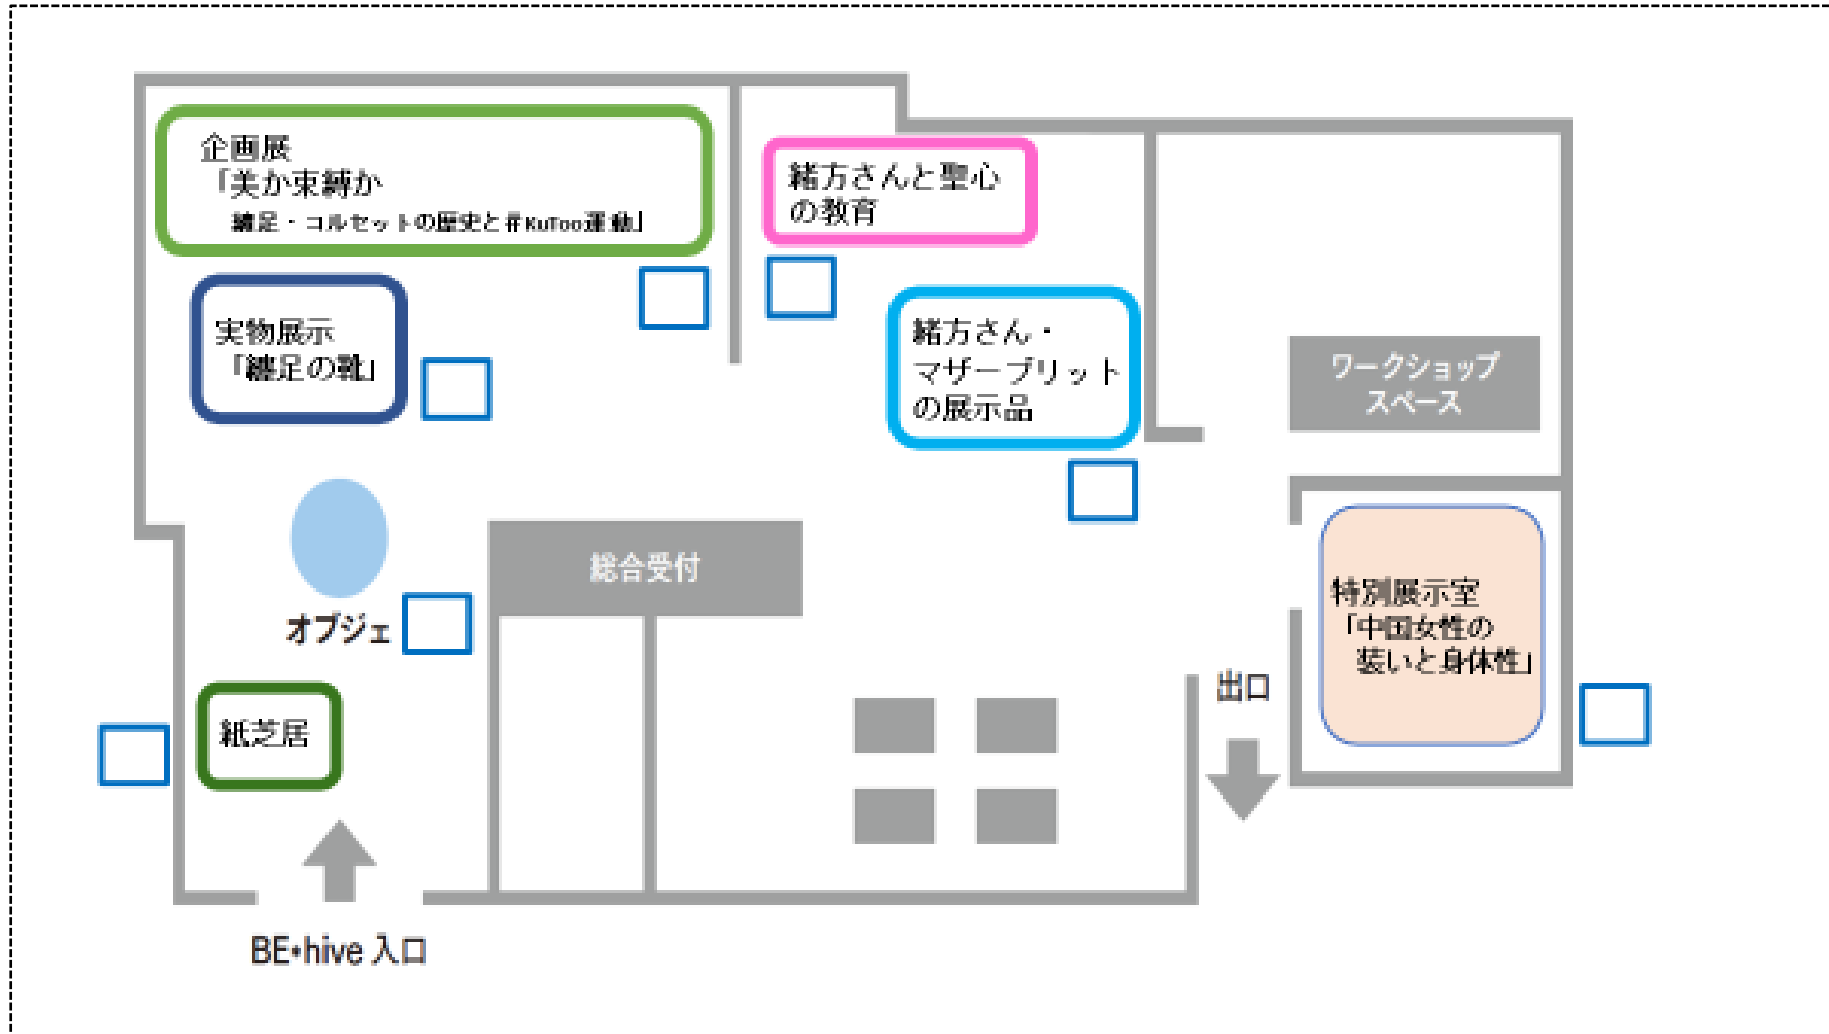 企画展
「美か束縛か
纏足・コルセットの歴史と#KuToo運動」
緒方さんと聖心
の教育
実物展示
「纏足の靴」
緒方さん・
マザーブリット
の展示品
ワークショップ
スペース
総合受付
オブジェ
特別展示室
「中国女性の
装いと身体性」
出口
紙芝居
BE•hive 入口